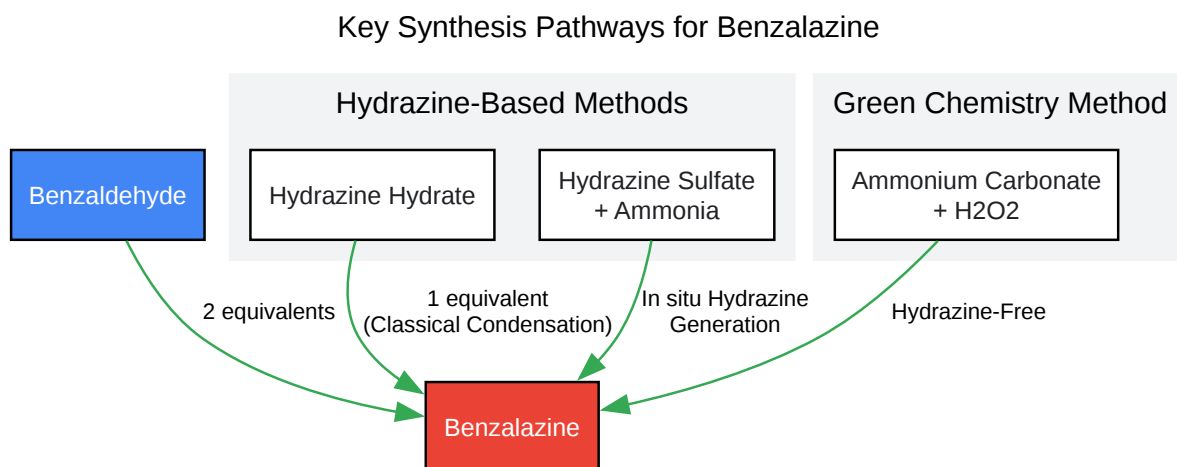 Key Synthesis Pathways for Benzalazine
Hydrazine-Based Methods
Green Chemistry Method
Benzaldehyde
Hydrazine Hydrate
Hydrazine Sulfate
+ Ammonia
Ammonium Carbonate
+ H2O2
2 equivalents
1 equivalent
(Classical Condensation)
In situ Hydrazine
Generation
Hydrazine-Free
Benzalazine